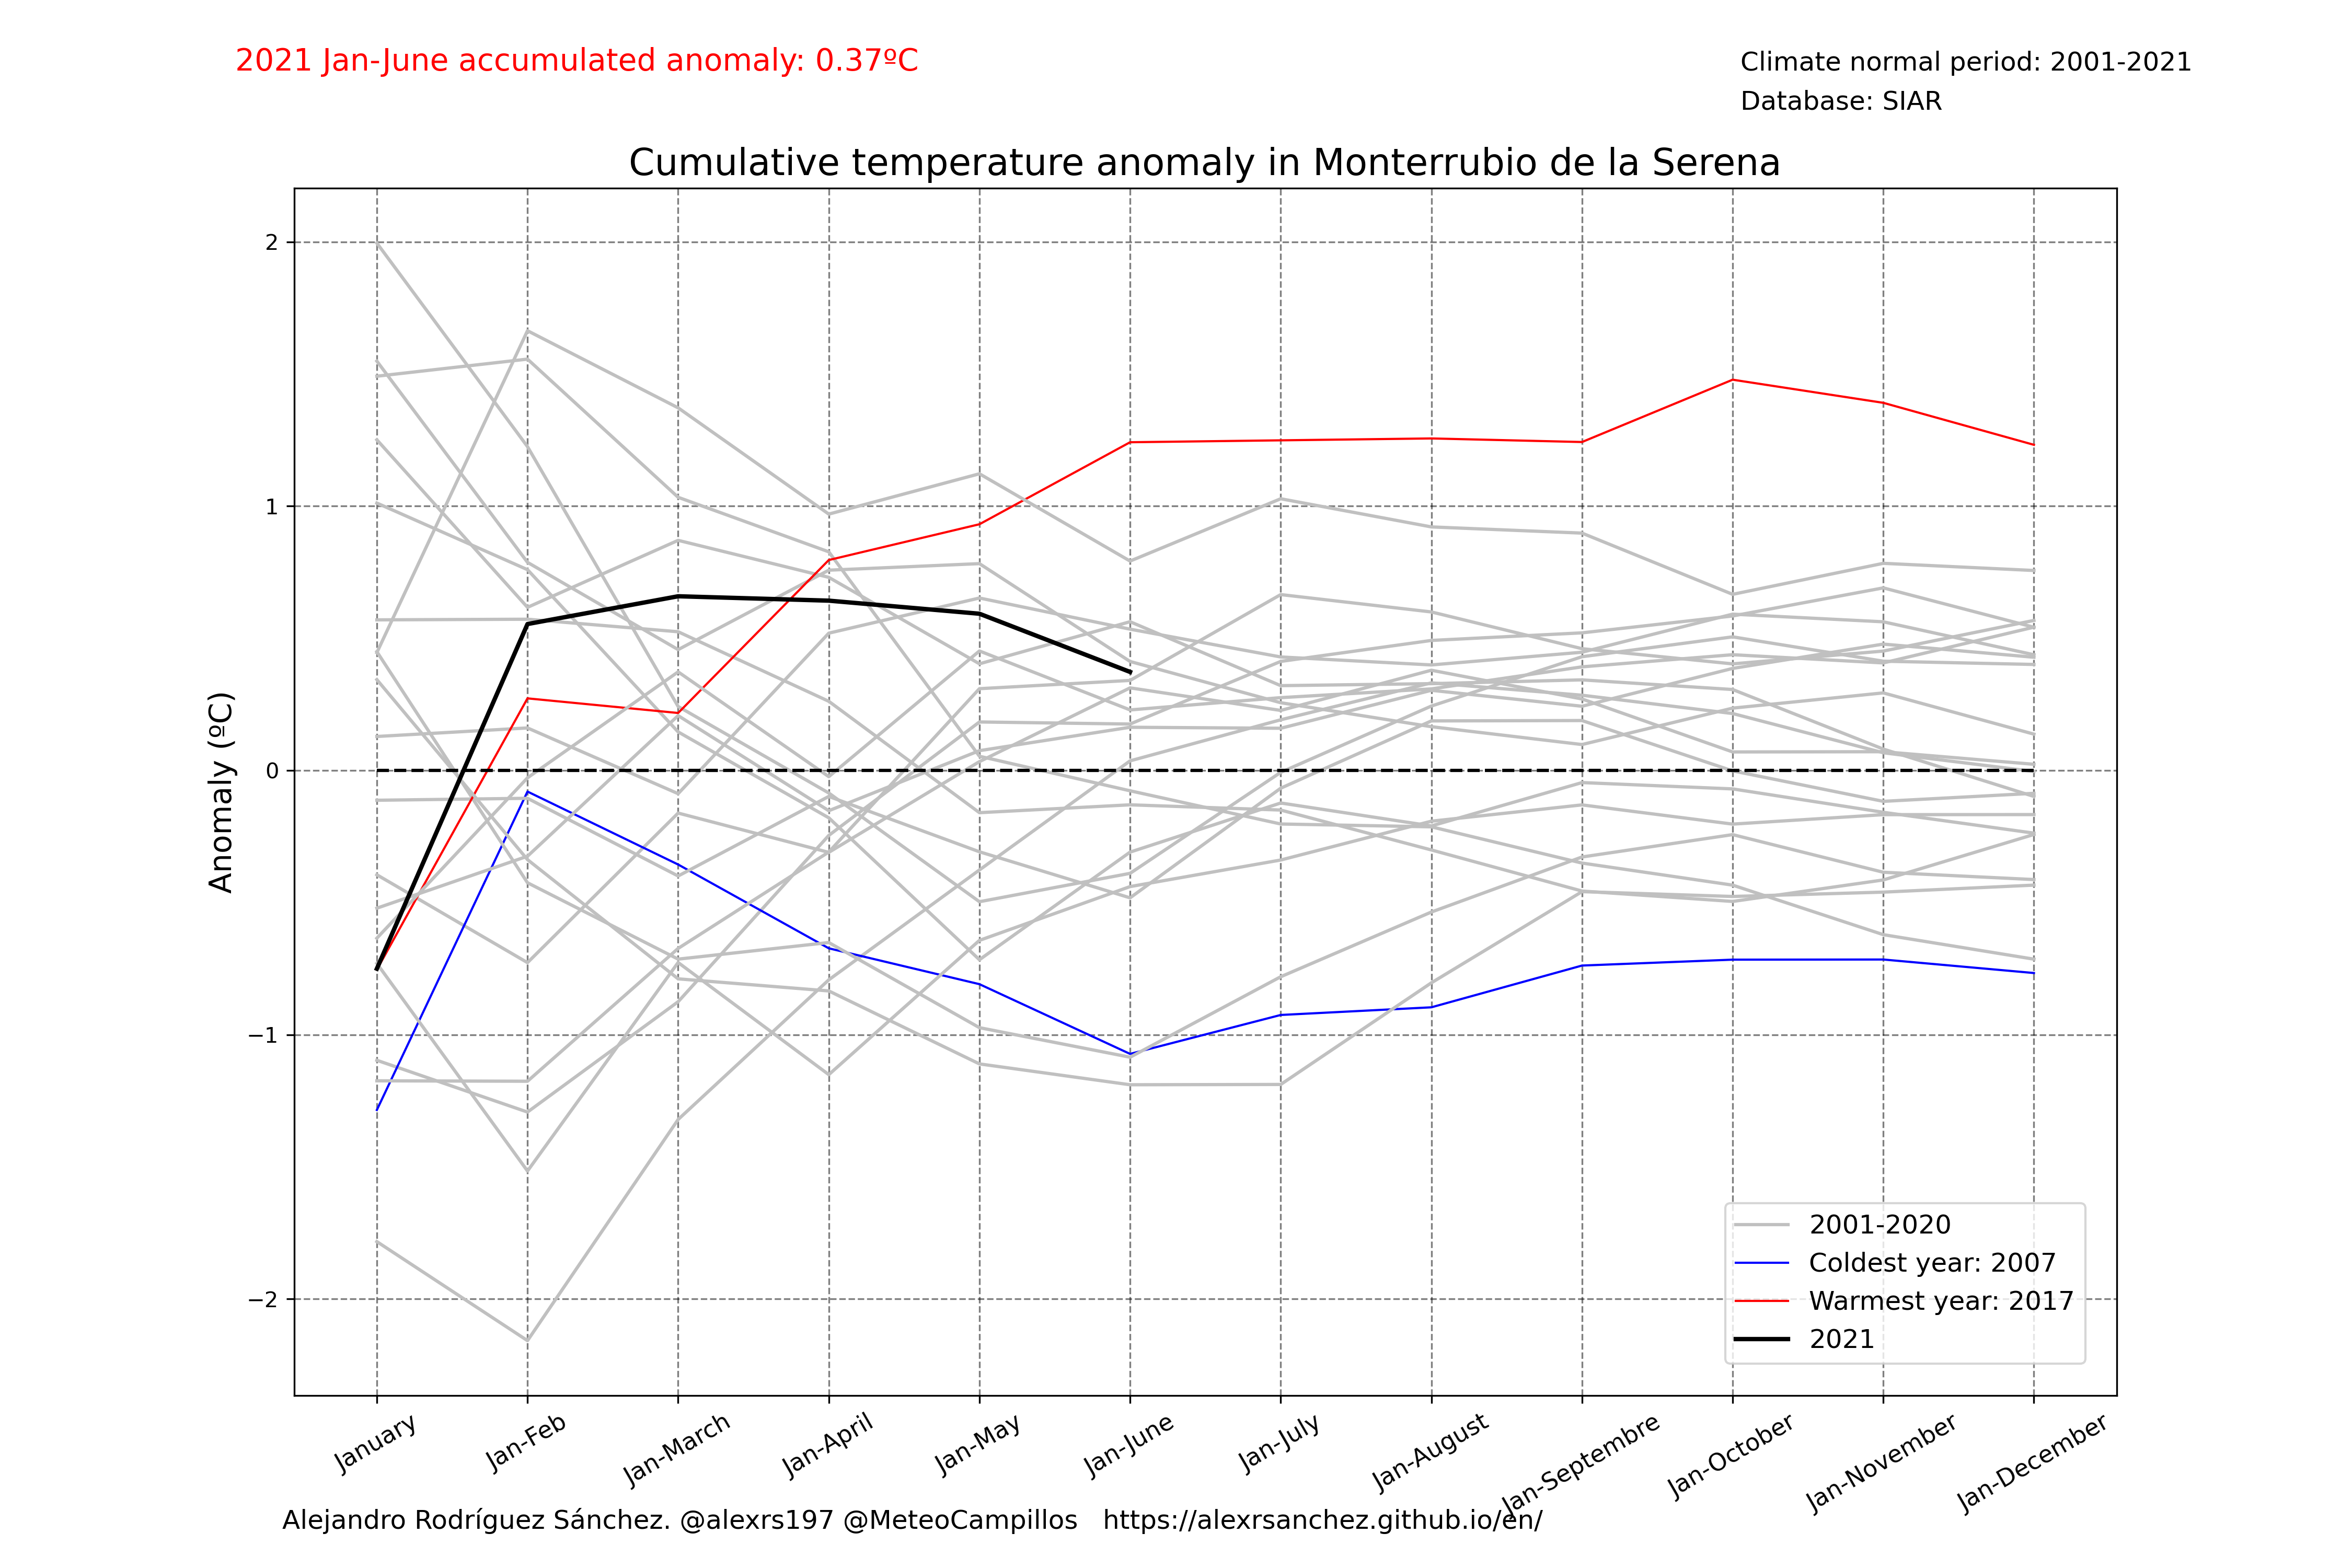 2021 Jan-June accumulated anomaly: 0.37ºC
Climate normal period: 2001-2021
Database: SIAR
Cumulative temperature anomaly in Monterrubio de la Serena
Anomaly (ºC)
2
1
0
−1
−2
2001-2020
Coldest year: 2007
Warmest year: 2017
2021
January
Jan-Feb
Jan-March
Jan-April
Jan-May
Jan-June
Jan-July
Jan-August
Jan-Septembre
Jan-October
Jan-November
Jan-December
Alejandro Rodríguez Sánchez. @alexrs197 @MeteoCampillos https://alexrsanchez.github.io/en/